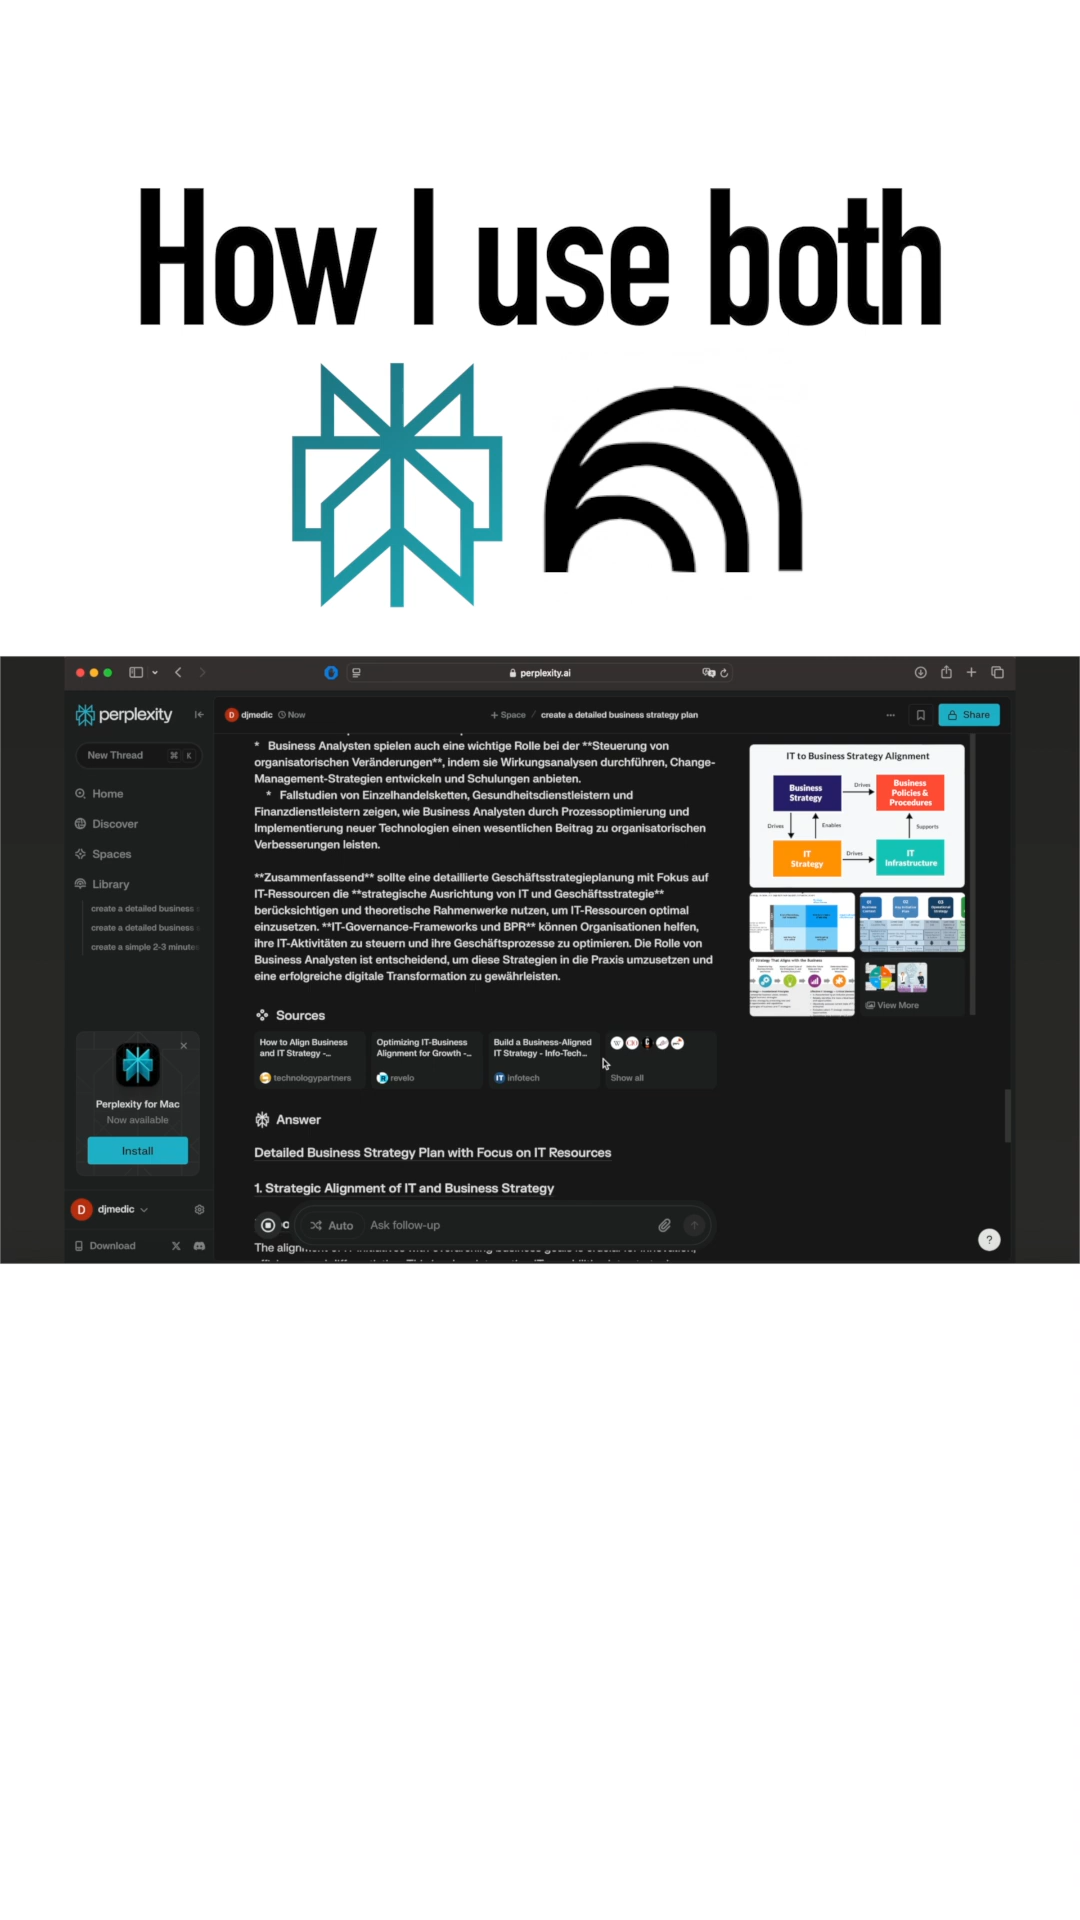 How I use both
perplexity.ai
perplexity
New Thread
⌘ K
Home
Discover
Spaces
Library
create a detailed business
create a detailed business
create a simple 2-3 minutes
Perplexity for Mac
Now available
Install
D djmedic
Download
D djmedic Now
+ Space / create a detailed business strategy plan
Share
* Business Analysten spielen auch eine wichtige Rolle bei der **Steuerung von
organisatorischen Veränderungen**, indem sie Wirkungsanalysen durchführen, Change-
Management-Strategien entwickeln und Schulungen anbieten.
* Fallstudien von Einzelhandelsketten, Gesundheitsdienstleistern und
Finanzdienstleistern zeigen, wie Business Analysten durch Prozessoptimierung und
Implementierung neuer Technologien einen wesentlichen Beitrag zu organisatorischen
Verbesserungen leisten.
**Zusammenfassend** sollte eine detaillierte Geschäftsstrategieplanung mit Fokus auf
IT-Ressourcen die **strategische Ausrichtung von IT und Geschäftsstrategie**
berücksichtigen und theoretische Rahmenwerke nutzen, um IT-Ressourcen optimal
einzusetzen. **IT-Governance-Frameworks und BPR** können Organisationen helfen,
ihre IT-Aktivitäten zu steuern und ihre Geschäftsprozesse zu optimieren. Die Rolle von
Business Analysten ist entscheidend, um diese Strategien in die Praxis umzusetzen und
eine erfolgreiche digitale Transformation zu gewährleisten.
Sources
How to Align Business
and IT Strategy -...
technologypartners
Optimizing IT-Business
Alignment for Growth -...
revelo
Build a Business-Aligned
IT Strategy - Info-Tech...
IT infotech
Show all
Answer
Detailed Business Strategy Plan with Focus on IT Resources
1. Strategic Alignment of IT and Business Strategy
Auto
Ask follow-up
The
IT to Business Strategy Alignment
Business
Strategy
Drives
Business
Policies &
Procedures
Drives
Enables
Supports
IT
Strategy
Drives
IT
Infrastructure
IT Strategy That aligns with the Business
View More
?